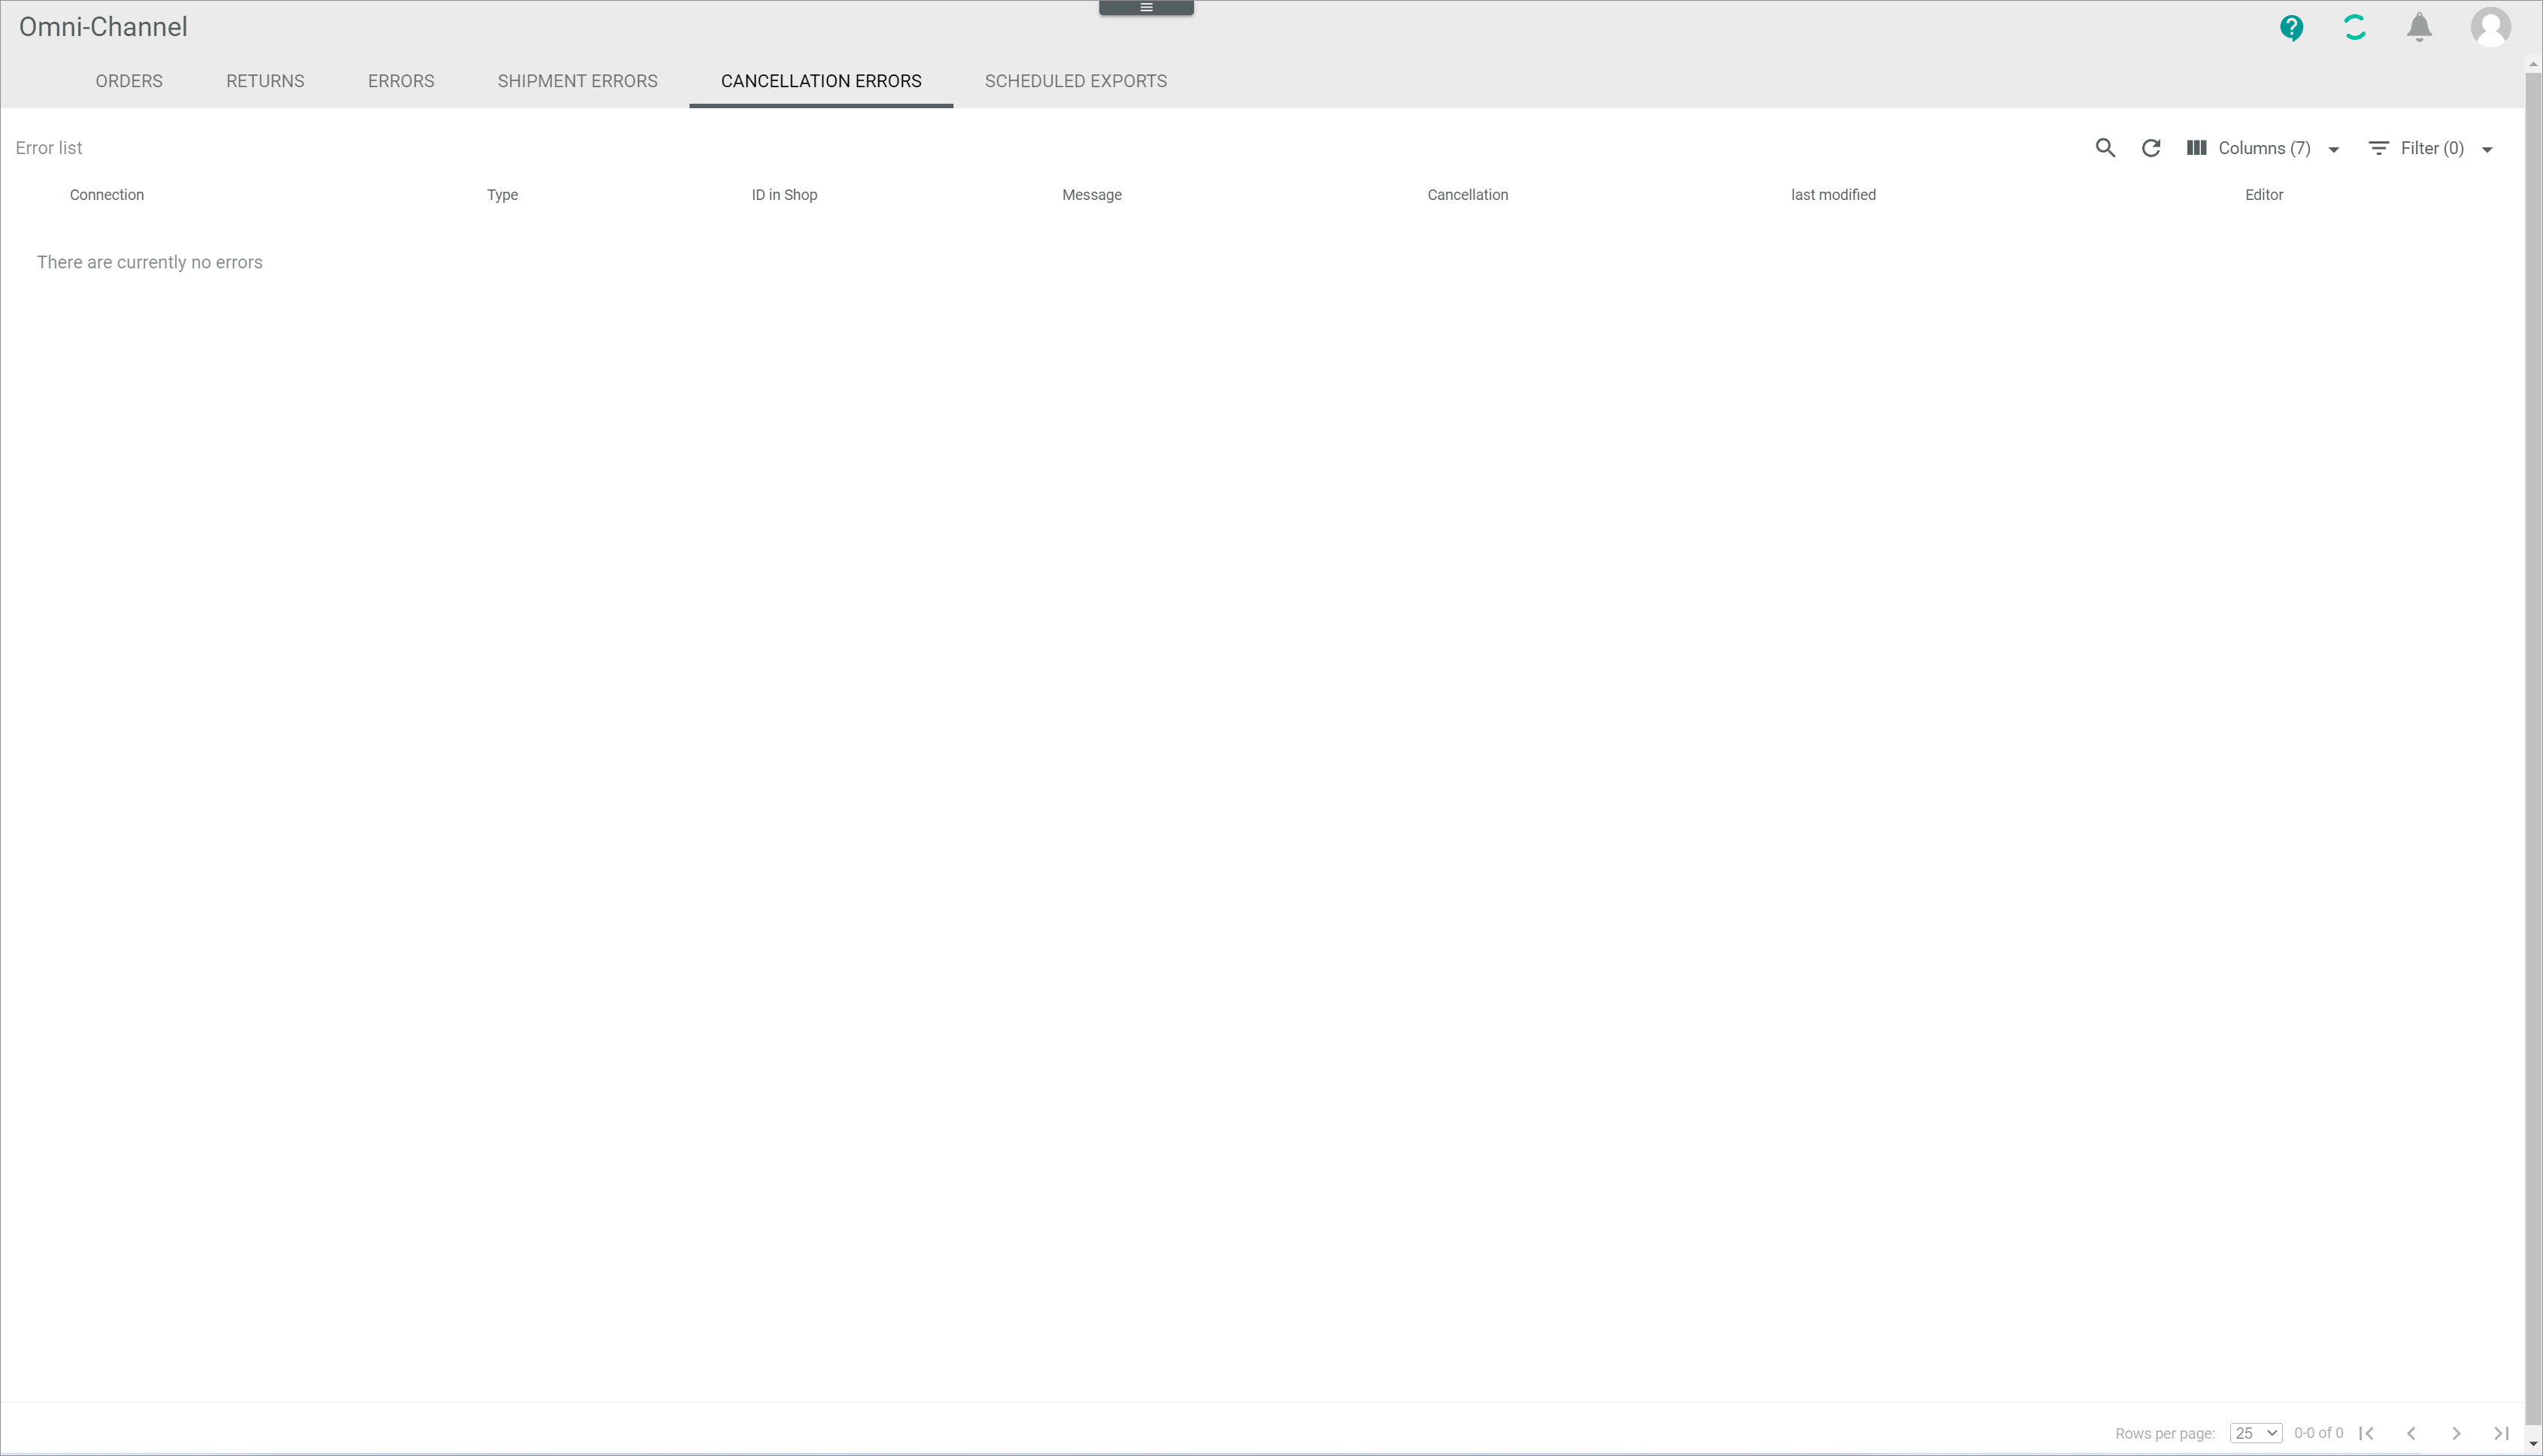 Omni-Channel
ORDERS RETURNS ERRORS SHIPMENT ERRORS CANCELLATION ERRORS SCHEDULED EXPORTS
Error list Columns (7) Filter (0)
Connection Type ID in Shop Message Cancellation last modified Editor
There are currently no errors
Rows per page: 25 0-0 of 0